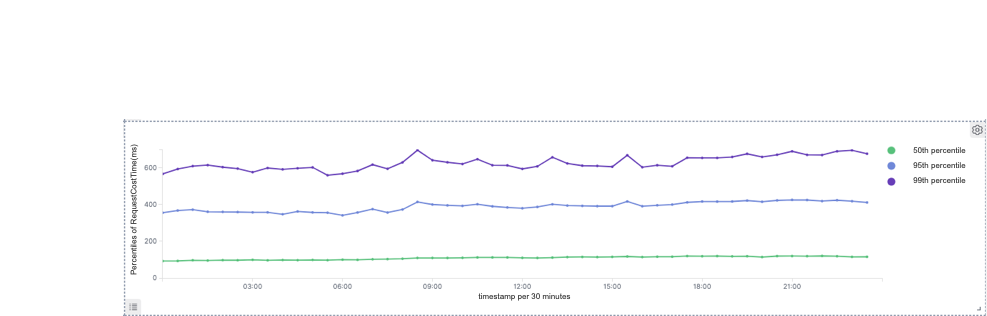 Percentiles of RequestCostTime(ms)
600
400
200
0
03:00 06:00 09:00 12:00 15:00 18:00 21:00
timestamp per 30 minutes
50th percentile
95th percentile
99th percentile